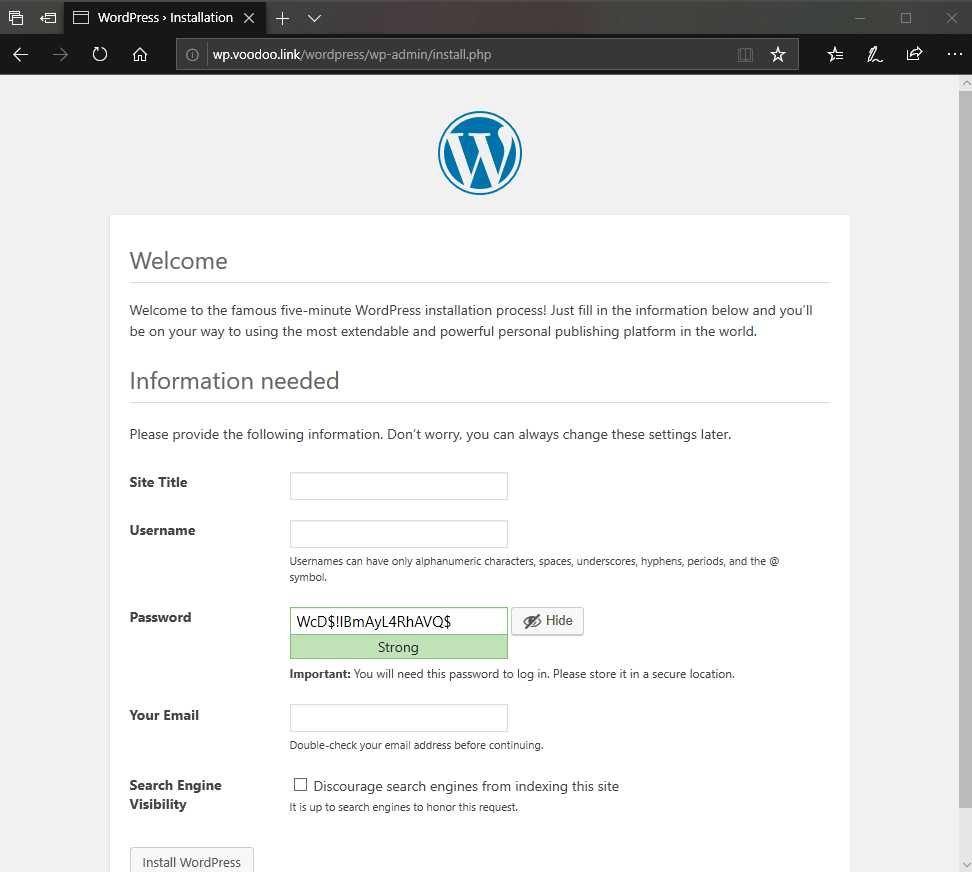 WordPress › Installation
wp.voodoo.link/wordpress/wp-admin/install.php
Welcome
Welcome to the famous five-minute WordPress installation process! Just fill in the information below and you’ll
be on your way to using the most extendable and powerful personal publishing platform in the world.
Information needed
Please provide the following information. Don’t worry, you can always change these settings later.
Site Title
Username
Usernames can have only alphanumeric characters, spaces, underscores, hyphens, periods, and the @
symbol.
Password
WcD$!IBmAyL4RhAVQ$
Hide
Strong
Important: You will need this password to log in. Please store it in a secure location.
Your Email
Double-check your email address before continuing.
Search Engine
Visibility
Discourage search engines from indexing this site
It is up to search engines to honor this request.
Install WordPress